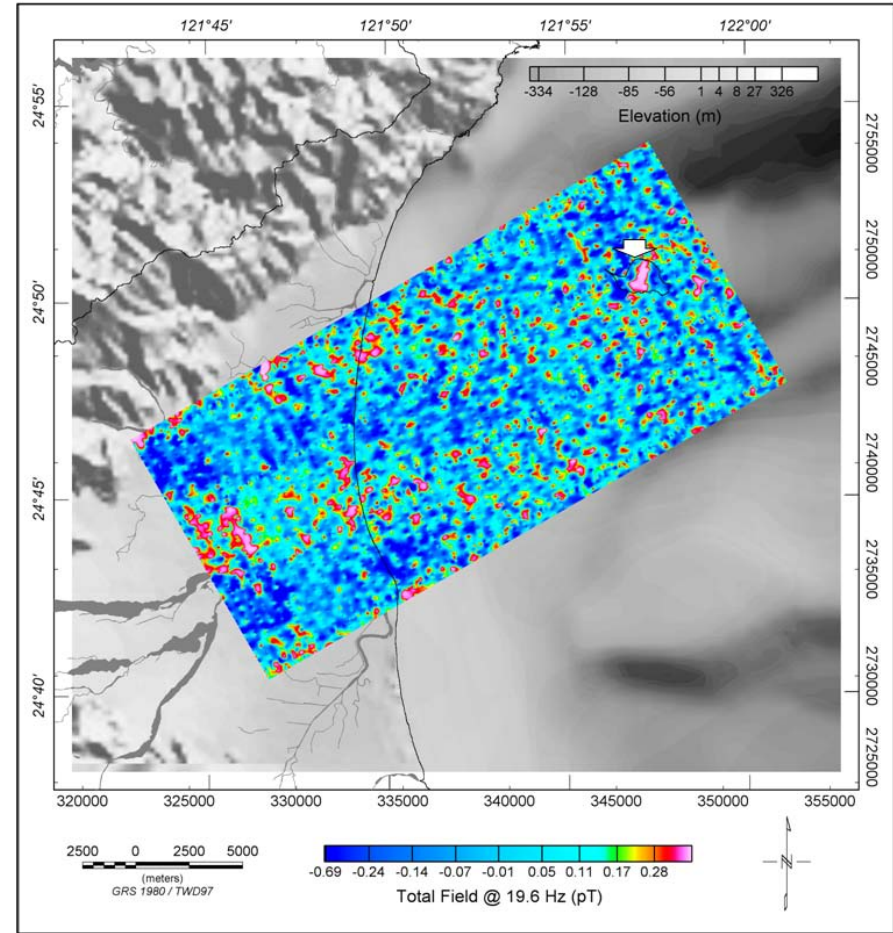 121°45' 121°50' 121°55' 122°00'
-334 -128 -85 -56 1 4 8 27 326
Elevation (m)
24°55'
24°50'
24°45'
24°40'
2755000
2750000
2745000
2740000
2735000
2730000
2725000
320000 325000 330000 335000 340000 345000 350000 355000
2500 0 2500 5000
(meters)
GRS 1980 / TWD97
-0.69 -0.24 -0.14 -0.07 -0.01 0.05 0.11 0.17 0.28
Total Field @ 19.6 Hz (pT)
N